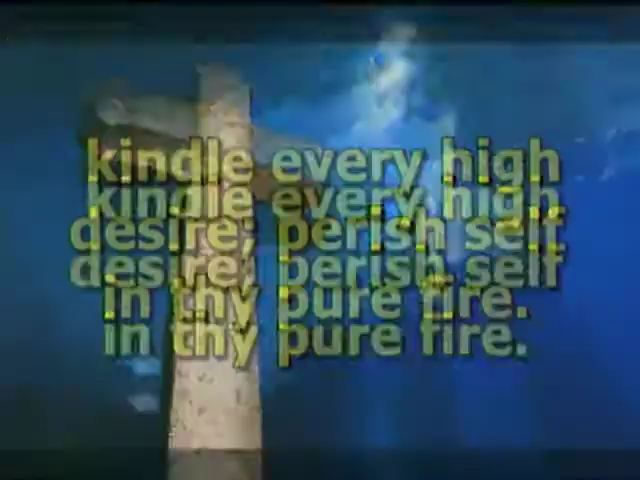 kindle every high
kindle every high
desire; perish self
desire; perish self
in thy pure fire.
in thy pure fire.